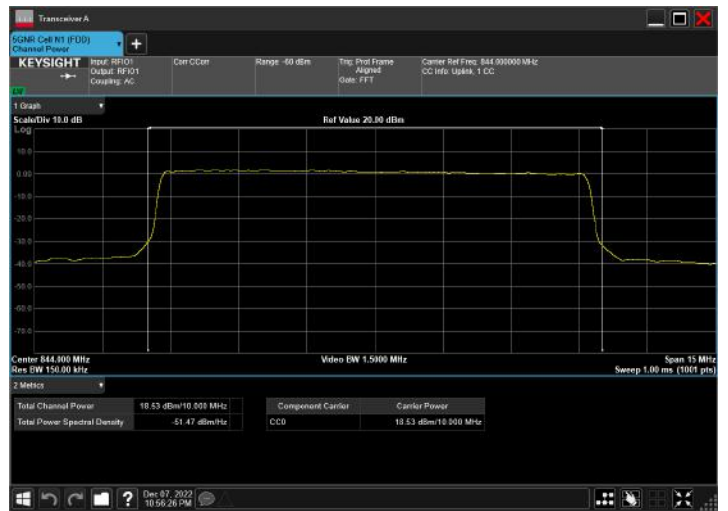 Transceiver A
5GNR Cell N1 (FDD)
Channel Power
KEYSIGHT
Input: RFIO1
Output: RFIO1
Coupling: AC
Corr CCorr
Range: -60 dBm
Trig: Prot Frame
Aligned
Gate: FFT
Carrier Ref Freq: 844.000000 MHz
CC Info: Uplink, 1 CC
1 Graph
Scale/Div 10.0 dB
Ref Value 20.00 dBm
Log
10.0
0.00
-10.0
-20.0
-30.0
-40.0
-50.0
-60.0
-70.0
Center 844.000 MHz
Video BW 1.5000 MHz
Span 15 MHz
Res BW 150.00 kHz
Sweep 1.00 ms (1001 pts)
2 Metrics
Total Channel Power
18.53 dBm/10.000 MHz
Total Power Spectral Density
-51.47 dBm/Hz
Component Carrier
Carrier Power
CC0
18.53 dBm/10.000 MHz
?
Dec 07, 2022
10:56:26 PM